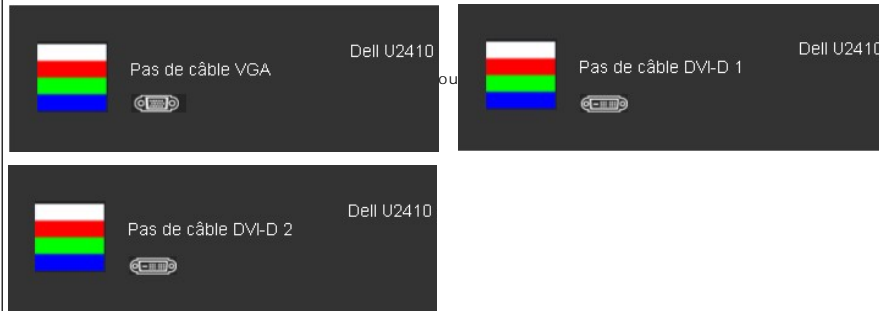 Dell U2410
Pas de câble VGA
ou
Dell U2410
Pas de câble DVI-D 1
Dell U2410
Pas de câble DVI-D 2